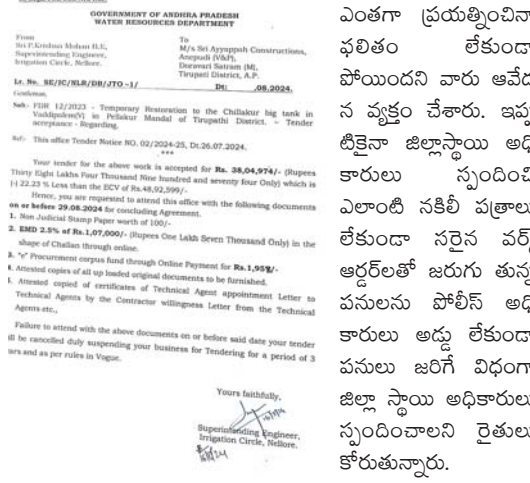 GOVERNMENT OF ANDHRA PRADESH
WATER RESOURCES DEPARTMENT
From
Sri P.Krishna Mohan B.E,
Superintending Engineer,
Irrigation Circle, Nellore.
To
M/s Sri Ayyappah Constructions,
Anepudi (V&P),
Doravari Satram (M),
Tirupati District, A.P.
Lr. No. SE/IC/NLR/DB/JTO -1/ Dt: .08.2024.
Gentleman,
Sub:- FDR 12/2023 - Temporary Restoration to the Chillakur big tank in
Vaddipalem(V) in Pellakur Mandal of Tirupathi District. - Tender
acceptance - Regarding.
Ref:- This office Tender Notice NO. 02/2024-25, Dt.26.07.2024.
***
Your tender for the above work is accepted for Rs. 38,04,974/- (Rupees
Thirty Eight Lakhs Four Thousand Nine hundred and seventy four Only) which is
(-) 22.23 % Less than the ECV of Rs.48,92,599/-.
Hence, you are requested to attend this office with the following documents
on or before 29.08.2024 for concluding Agreement.
1. Non Judicial Stamp Paper worth of 100/-
2. EMD 2.5% of Rs.1,07,000/- (Rupees One Lakh Seven Thousand Only) in the
shape of Challan through online.
3. "e" Procurement corpus fund through Online Payment for
4. Attested copies of all up loaded original documents to be furnished.
5. Attested copied of certificates of Technical Agent appointment Letter to
Technical Agents by the Contractor willingness Letter from the Technical
Agents etc.,
Failure to attend with the above documents on or before said date your tender
ll be cancelled duly suspending your business for Tendering for a period of 3
ears and as per rules in Vogue.
Yours faithfully,
Superintending Engineer,
Irrigation Circle, Nellore.
ఎంతగా ప్రయత్నించినా
ఫలితం లేకుండా
పోయిందని వారు ఆవేద
న వ్యక్తం చేశారు. ఇప్ప
టికైనా జిల్లాస్థాయి అధి
కారులు స్పందించి
ఎలాంటి నకిలీ పత్రాలు
లేకుండా సరైన వర్క్
ఆర్డర్‌లతో జరుగు తున్న
పనులను పోలీస్ అధి
కారులు అడ్డు లేకుండా
పనులు జరిగే విధంగా
జిల్లా స్థాయి అధికారులు
స్పందించాలని రైతులు
కోరుతున్నారు.